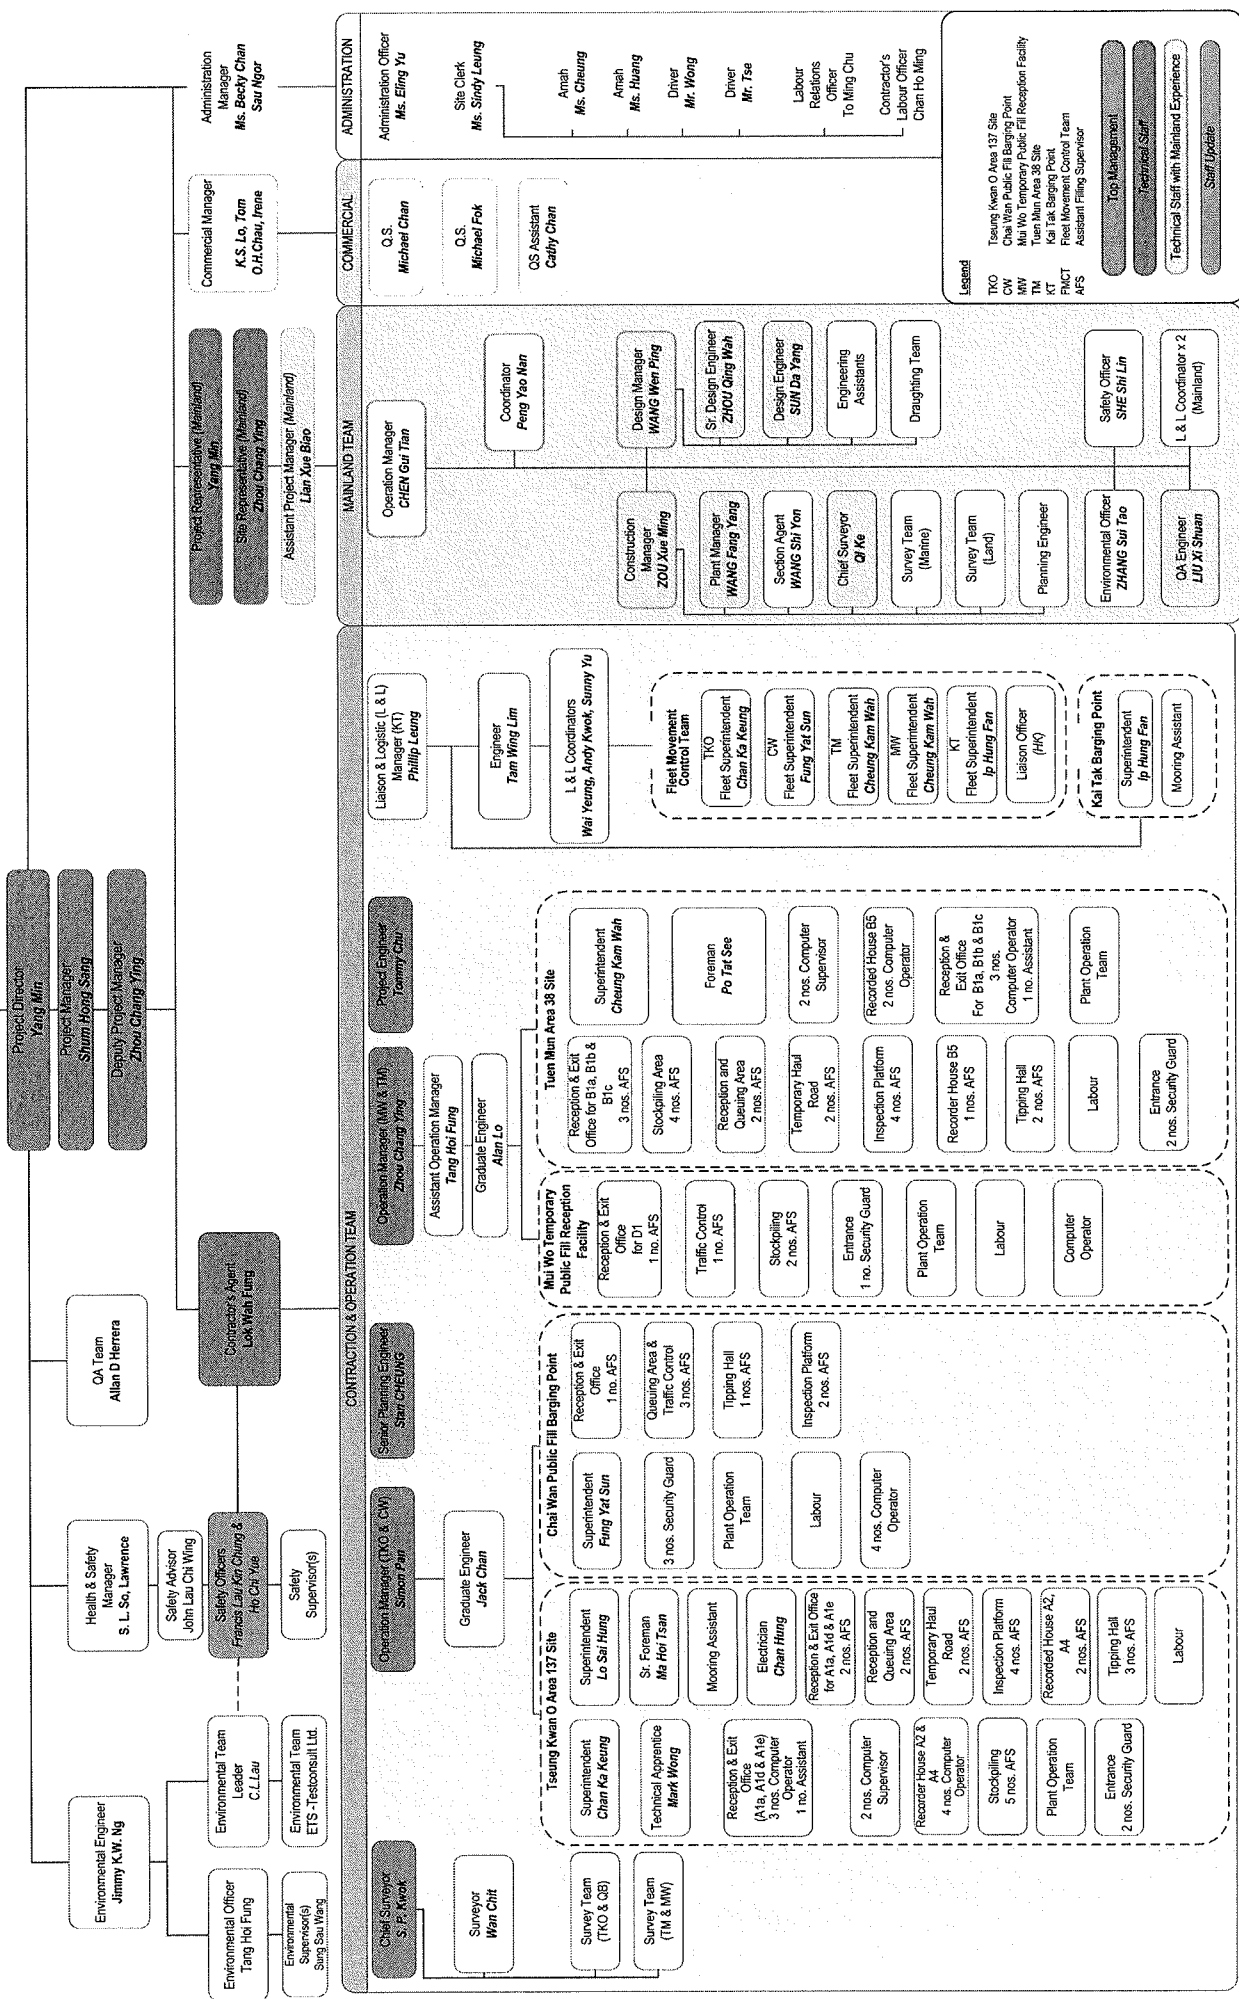 Project Director
Yang Min
Project Manager
Shum Hong Sang
Deputy Project Manager
Zhou Chang Ying
Environmental Engineer
Jimmy K.W. Ng
Environmental Officer
Tang Hoi Fung
Environmental
Supervisor(s)
Sung Sau Wang
Environmental Team
Leader
C.L.Lau
Environmental Team
ETS -Testconsult Ltd.
Health & Safety
Manager
S. L. So, Lawrence
Safety Advisor
John Lau Chi Wing
Safety Officers
Francis Lau Kin Chung &
Ho Chi Yue
Safety
Supervisor(s)
QA Team
Allan D Herrera
Contractor's Agent
Lok Wah Fung
Project Representative (Mainland)
Yang Min
Site Representative (Mainland)
Zhou Chang Ying
Assistant Project Manager (Mainland)
Lian Xue Biao
Commercial Manager
K.S. Lo, Tom
O.H.Chau, Irene
Administration
Manager
Ms. Becky Chan
Sau Ngor
CONTRACTION & OPERATION TEAM
Chief Surveyor
S. P. Kwok
Surveyor
Wan Chit
Survey Team
(TKO & QB)
Survey Team
(TM & MW)
Operation Manager (TKO & CW)
Simon Pan
Senior Planning Engineer
Stan CHEUNG
Graduate Engineer
Jack Chan
Tseung Kwan O Area 137 Site
Superintendent
Chan Ka Keung
Technical Apprentice
Mark Wong
Reception & Exit
Office
(A1a, A1d & A1e)
3 nos. Computer
Operator
1 no. Assistant
2 nos. Computer
Supervisor
Recorder House A2 &
A4
4 nos. Computer
Operator
Stockpiling
5 nos. AFS
Plant Operation
Team
Entrance
2 nos. Security Guard
Superintendent
Lo Sai Hung
Sr. Foreman
Ma Hoi Tsan
Mooring Assistant
Electrician
Chan Hung
Reception & Exit Office
for A1a, A1d & A1e
2 nos. AFS
Reception and
Queuing Area
2 nos. AFS
Temporary Haul
Road
2 nos. AFS
Inspection Platform
4 nos. AFS
Recorded House A2,
A4
2 nos. AFS
Tipping Hall
3 nos. AFS
Labour
Chai Wan Public Fill Barging Point
Superintendent
Fung Yat Sun
3 nos. Security Guard
Plant Operation
Team
Labour
4 nos. Computer
Operator
Reception & Exit
Office
1 no. AFS
Queuing Area &
Traffic Control
3 nos. AFS
Tipping Hall
1 nos. AFS
Inspection Platform
2 nos. AFS
Operation Manager (MW & TM)
Zhou Chang Ying
Project Engineer
Tommy Chu
Assistant Operation Manager
Tang Hoi Fung
Graduate Engineer
Alan Lo
Mui Wo Temporary
Public Fill Reception
Facility
Reception & Exit
Office
for D1
1 no. AFS
Traffic Control
1 no. AFS
Stockpiling
2 nos. AFS
Entrance
1 no. Security Guard
Plant Operation
Team
Labour
Computer
Operator
Tuen Mun Area 38 Site
Reception & Exit
Office for B1a, B1b &
B1c
3 nos. AFS
Stockpiling Area
4 nos. AFS
Reception and
Queuing Area
2 nos. AFS
Temporary Haul
Road
2 nos. AFS
Inspection Platform
4 nos. AFS
Recorder House B5
1 nos. AFS
Tipping Hall
2 nos. AFS
Labour
Entrance
2 nos. Security Guard
Superintendent
Cheung Kam Wah
Foreman
Po Tat See
2 nos. Computer
Supervisor
Recorded House B5
2 nos. Computer
Operator
Reception &
Exit Office
For B1a, B1b & B1c
3 nos.
Computer Operator
1 no. Assistant
Plant Operation
Team
Liaison & Logistic (L & L)
Manager (KT)
Phillip Leung
Engineer
Tam Wing Lim
L & L Coordinators
Wai Yeung, Andy Kwok, Sunny Yu
Fleet Movement
Control Team
TKO
Fleet Superintendent
Chan Ka Keung
CW
Fleet Superintendent
Fung Yat Sun
TM
Fleet Superintendent
Cheung Kam Wah
MW
Fleet Superintendent
Cheung Kam Wah
KT
Fleet Superintendent
Ip Hung Fan
Liaison Officer
(HK)
Kai Tak Barging Point
Superintendent
Ip Hung Fan
Mooring Assistant
MAINLAND TEAM
Operation Manager
CHEN Gui Tian
Coordinator
Peng Yao Nan
Construction
Manager
ZOU Xue Ming
Plant Manager
WANG Fang Yang
Section Agent
WANG Shi Yon
Chief Surveyor
QI Ke
Survey Team
(Marine)
Survey Team
(Land)
Planning Engineer
Environmental Officer
ZHANG Sui Tao
QA Engineer
LIU Xi Shuan
Design Manager
WANG Wen Ping
Sr. Design Engineer
ZHOU Qing Wah
Design Engineer
SUN Da Yang
Engineering
Assistants
Draughting Team
Safety Officer
SHE Shi Lin
L & L Coordinator x 2
(Mainland)
COMMERCIAL
Q.S.
Michael Chan
Q.S.
Michael Fok
QS Assistant
Cathy Chan
ADMINISTRATION
Administration Officer
Ms. Eling Yu
Site Clerk
Ms. Sindy Leung
Amah
Ms. Cheung
Amah
Ms. Huang
Driver
Mr. Wong
Driver
Mr. Tse
Labour
Relations
Officer
To Ming Chu
Contractor's
Labour Officer
Chan Ho Ming
Legend
TKO Tseung Kwan O Area 137 Site
CW Chai Wan Public Fill Barging Point
MW Mui Wo Temporary Public Fill Reception Facility
TM Tuen Mun Area 38 Site
KT Kai Tak Barging Point
FMCT Fleet Movement Control Team
AFS Assistant Filling Supervisor
Top Management
Technical Staff
Technical Staff with Mainland Experience
Staff Update